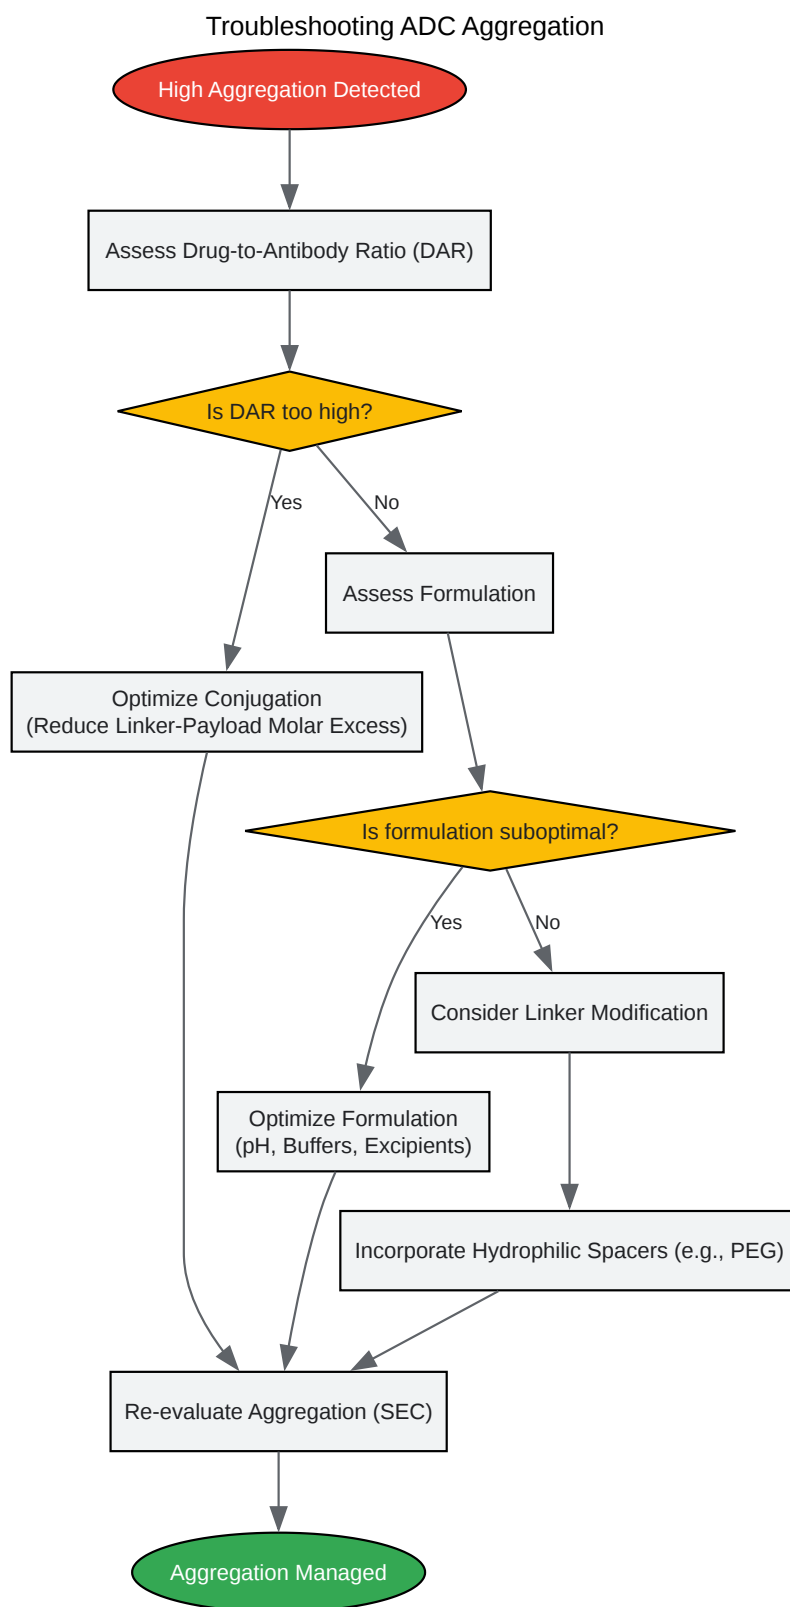 Troubleshooting ADC Aggregation
High Aggregation Detected
Assess Drug-to-Antibody Ratio (DAR)
Is DAR too high?
Yes
No
Assess Formulation
Optimize Conjugation
(Reduce Linker-Payload Molar Excess)
Is formulation suboptimal?
Yes
No
Consider Linker Modification
Optimize Formulation
(pH, Buffers, Excipients)
Incorporate Hydrophilic Spacers (e.g., PEG)
Re-evaluate Aggregation (SEC)
Aggregation Managed